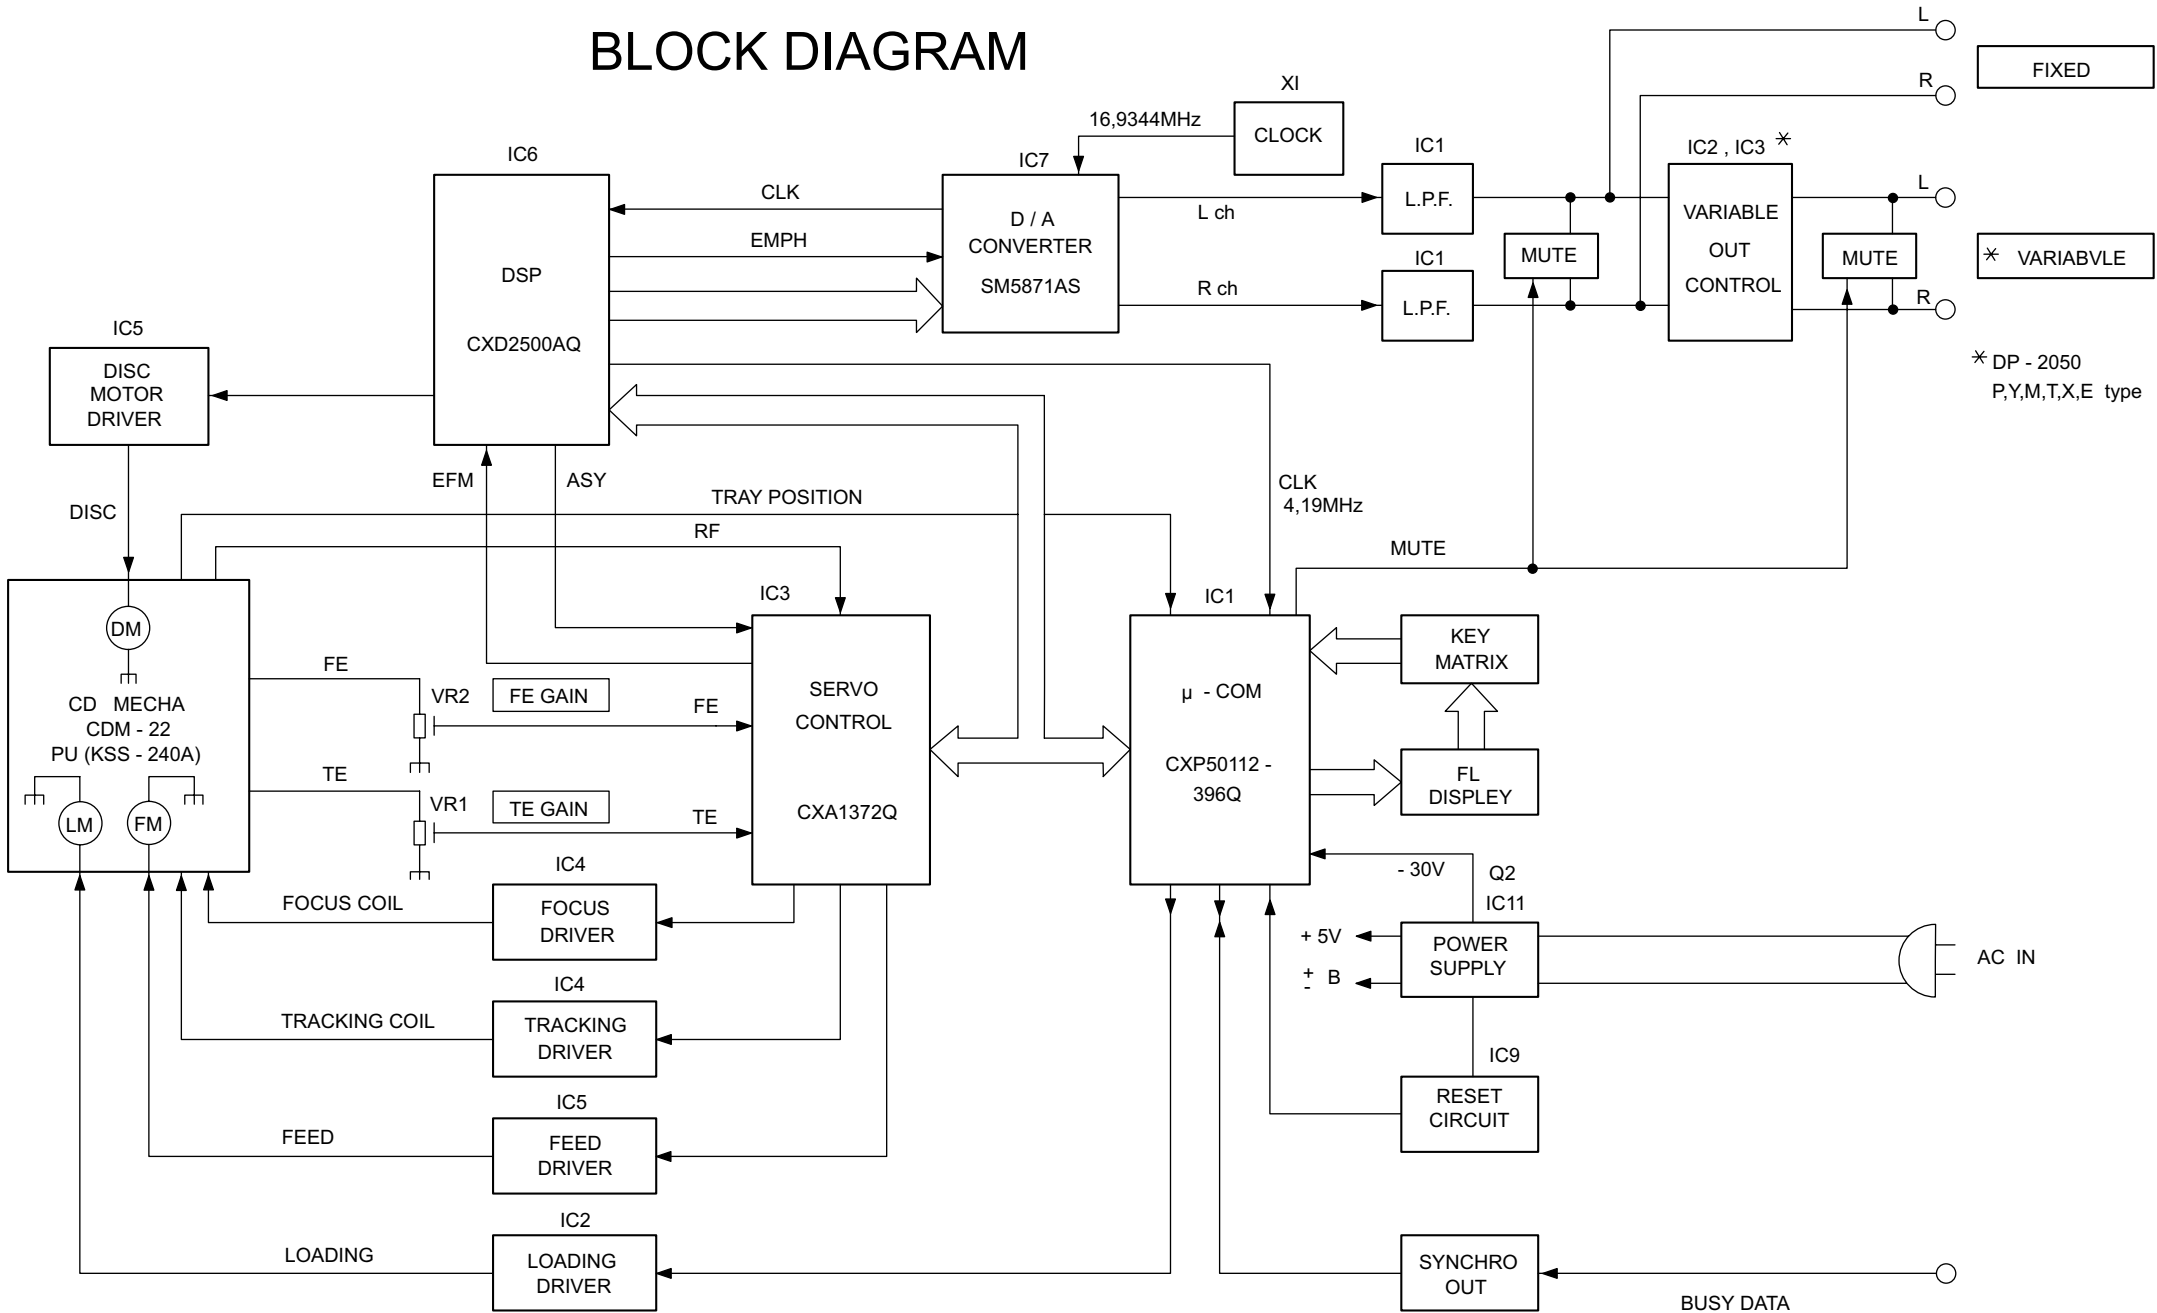 BLOCK DIAGRAM
L
FIXED
R
XI
CLOCK
16,9344MHz
IC6
DSP
CXD2500AQ
CLK
EMPH
IC7
D / A
CONVERTER
SM5871AS
L ch
R ch
IC1
L.P.F.
IC1
L.P.F.
MUTE
IC2 , IC3 *
VARIABLE
OUT
CONTROL
MUTE
L
* VARIABVLE
R
* DP - 2050
P,Y,M,T,X,E type
IC5
DISC
MOTOR
DRIVER
DISC
EFM
ASY
TRAY POSITION
RF
CLK
4,19MHz
MUTE
DM
CD MECHA
CDM - 22
PU (KSS - 240A)
LM
FM
FE
VR2
FE GAIN
FE
TE
VR1
TE GAIN
TE
IC3
SERVO
CONTROL
CXA1372Q
IC1
µ - COM
CXP50112 -
396Q
KEY
MATRIX
FL
DISPLEY
- 30V
Q2
IC11
POWER
SUPPLY
+ 5V
+
- B
AC IN
IC4
FOCUS
DRIVER
FOCUS COIL
IC4
TRACKING
DRIVER
TRACKING COIL
IC9
RESET
CIRCUIT
IC5
FEED
DRIVER
FEED
IC2
LOADING
DRIVER
LOADING
SYNCHRO
OUT
BUSY DATA